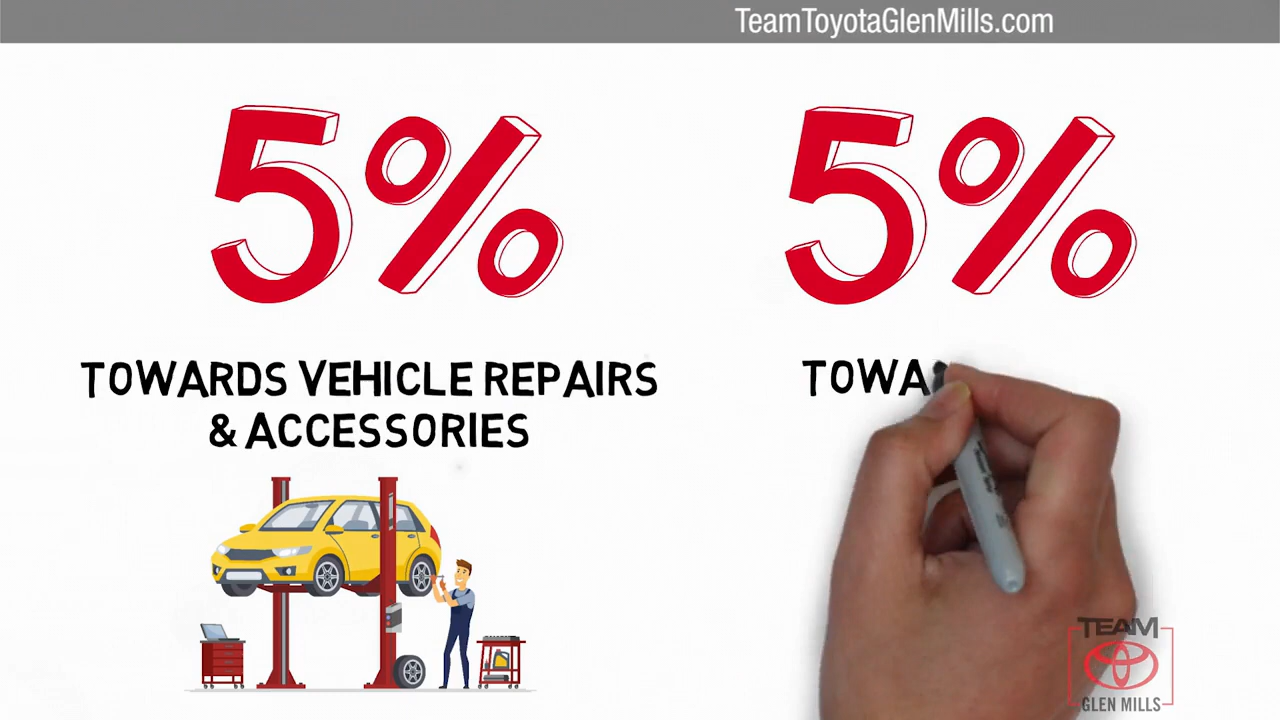 TeamToyotaGlenMills.com
5% 5%
TOWARDS VEHICLE REPAIRS
& ACCESSORIES
TOWA
TEAM
GLEN MILLS